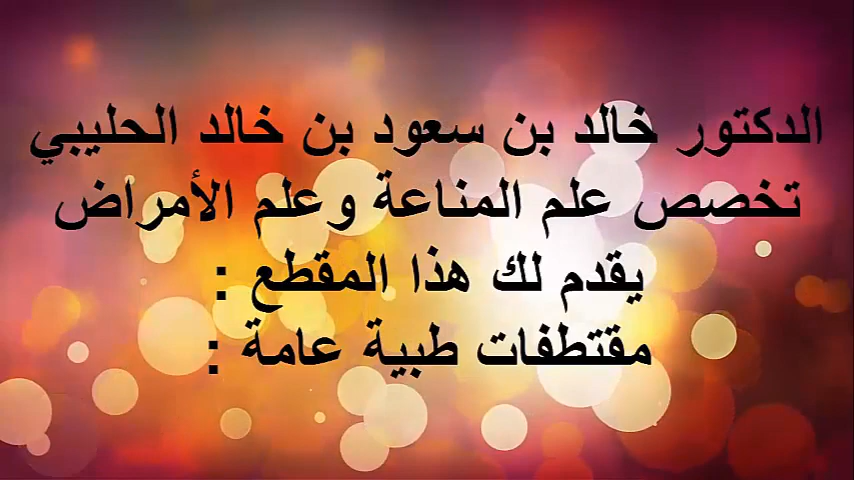 الدكتور خالد بن سعود بن خالد الحليبي
تخصص علم المناعة وعلم الأمراض
يقدم لك هذا المقطع :
مقتطفات طبية عامة :